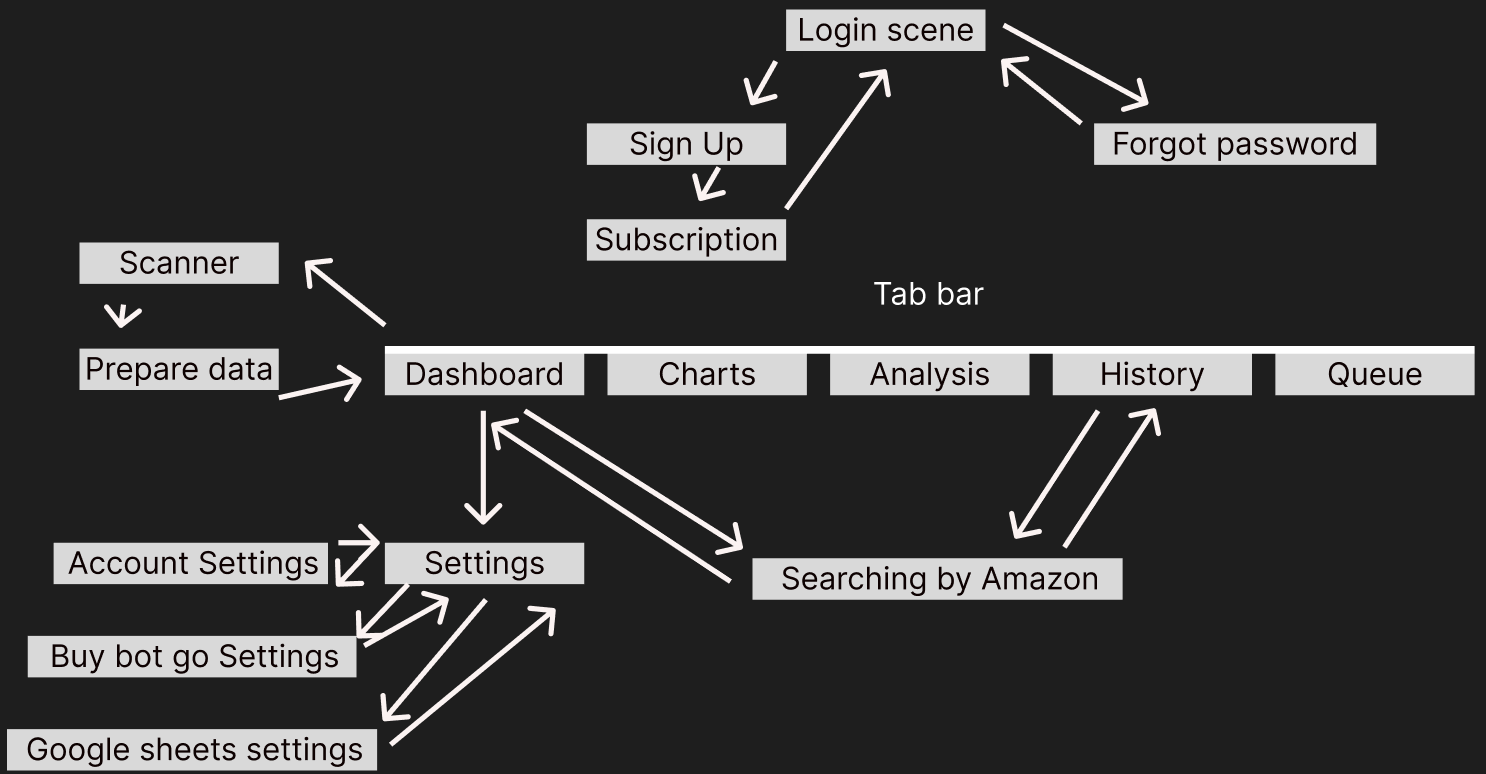 Login scene
Sign Up
Forgot password
Subscription
Scanner
Tab bar
Prepare data
Dashboard
Charts
Analysis
History
Queue
Account Settings
Settings
Searching by Amazon
Buy bot go Settings
Google sheets settings